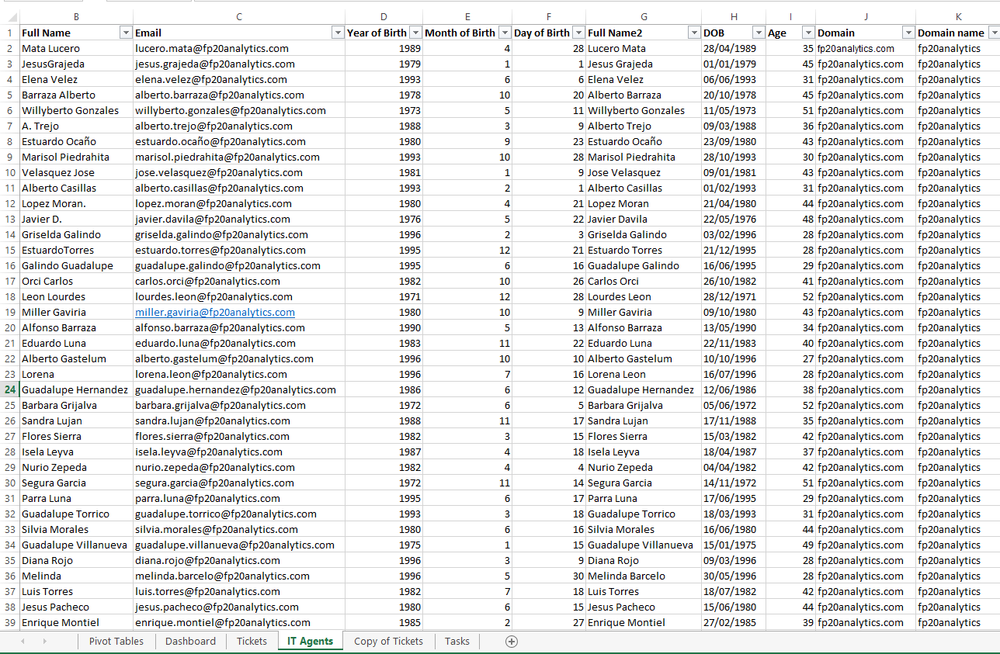 B C D E F G H I J K
1 Full Name Email Year of Birth Month of Birth Day of Birth Full Name2 DOB Age Domain Domain name
2 Mata Lucero lucero.mata@fp20analytics.com 1989 4 28 Lucero Mata 28/04/1989 35 fp20analytics.com fp20analytics
3 JesusGrajeda jesus.grajeda@fp20analytics.com 1979 1 1 Jesus Grajeda 01/01/1979 45 fp20analytics.com fp20analytics
4 Elena Velez elena.velez@fp20analytics.com 1993 6 6 Elena Velez 06/06/1993 31 fp20analytics.com fp20analytics
5 Barraza Alberto alberto.barraza@fp20analytics.com 1978 10 20 Alberto Barraza 20/10/1978 45 fp20analytics.com fp20analytics
6 Willyberto Gonzales willyberto.gonzales@fp20analytics.com 1973 5 11 Willyberto Gonzales 11/05/1973 51 fp20analytics.com fp20analytics
7 A. Trejo alberto.trejo@fp20analytics.com 1988 3 9 Alberto Trejo 09/03/1988 36 fp20analytics.com fp20analytics
8 Estuardo Ocaño estuardo.ocaño@fp20analytics.com 1980 9 23 Estuardo Ocaño 23/09/1980 43 fp20analytics.com fp20analytics
9 Marisol Piedrahita marisol.piedrahita@fp20analytics.com 1993 10 28 Marisol Piedrahita 28/10/1993 30 fp20analytics.com fp20analytics
10 Velasquez Jose jose.velasquez@fp20analytics.com 1981 1 9 Jose Velasquez 09/01/1981 43 fp20analytics.com fp20analytics
11 Alberto Casillas alberto.casillas@fp20analytics.com 1993 2 1 Alberto Casillas 01/02/1993 31 fp20analytics.com fp20analytics
12 Lopez Moran. lopez.moran@fp20analytics.com 1980 4 21 Lopez Moran 21/04/1980 44 fp20analytics.com fp20analytics
13 Javier D. javier.davila@fp20analytics.com 1976 5 22 Javier Davila 22/05/1976 48 fp20analytics.com fp20analytics
14 Griselda Galindo griselda.galindo@fp20analytics.com 1996 2 3 Griselda Galindo 03/02/1996 28 fp20analytics.com fp20analytics
15 EstuardoTorres estuardo.torres@fp20analytics.com 1995 12 21 Estuardo Torres 21/12/1995 28 fp20analytics.com fp20analytics
16 Galindo Guadalupe guadalupe.galindo@fp20analytics.com 1995 6 16 Guadalupe Galindo 16/06/1995 29 fp20analytics.com fp20analytics
17 Orci Carlos carlos.orci@fp20analytics.com 1982 10 26 Carlos Orci 26/10/1982 41 fp20analytics.com fp20analytics
18 Leon Lourdes lourdes.leon@fp20analytics.com 1971 12 28 Lourdes Leon 28/12/1971 52 fp20analytics.com fp20analytics
19 Miller Gaviria miller.gaviria@fp20analytics.com 1980 10 9 Miller Gaviria 09/10/1980 43 fp20analytics.com fp20analytics
20 Alfonso Barraza alfonso.barraza@fp20analytics.com 1990 5 13 Alfonso Barraza 13/05/1990 34 fp20analytics.com fp20analytics
21 Eduardo Luna eduardo.luna@fp20analytics.com 1983 11 22 Eduardo Luna 22/11/1983 40 fp20analytics.com fp20analytics
22 Alberto Gastelum alberto.gastelum@fp20analytics.com 1996 10 10 Alberto Gastelum 10/10/1996 27 fp20analytics.com fp20analytics
23 Lorena lorena.leon@fp20analytics.com 1996 7 16 Lorena Leon 16/07/1996 28 fp20analytics.com fp20analytics
24 Guadalupe Hernandez guadalupe.hernandez@fp20analytics.com 1986 6 12 Guadalupe Hernandez 12/06/1986 38 fp20analytics.com fp20analytics
25 Barbara Grijalva barbara.grijalva@fp20analytics.com 1972 6 5 Barbara Grijalva 05/06/1972 52 fp20analytics.com fp20analytics
26 Sandra Lujan sandra.lujan@fp20analytics.com 1988 11 17 Sandra Lujan 17/11/1988 35 fp20analytics.com fp20analytics
27 Flores Sierra flores.sierra@fp20analytics.com 1982 3 15 Flores Sierra 15/03/1982 42 fp20analytics.com fp20analytics
28 Isela Leyva isela.leyva@fp20analytics.com 1987 4 18 Isela Leyva 18/04/1987 37 fp20analytics.com fp20analytics
29 Nurio Zepeda nurio.zepeda@fp20analytics.com 1982 4 4 Nurio Zepeda 04/04/1982 42 fp20analytics.com fp20analytics
30 Segura Garcia segura.garcia@fp20analytics.com 1972 11 14 Segura Garcia 14/11/1972 51 fp20analytics.com fp20analytics
31 Parra Luna parra.luna@fp20analytics.com 1995 6 17 Parra Luna 17/06/1995 29 fp20analytics.com fp20analytics
32 Guadalupe Torrico guadalupe.torrico@fp20analytics.com 1993 3 18 Guadalupe Torrico 18/03/1993 31 fp20analytics.com fp20analytics
33 Silvia Morales silvia.morales@fp20analytics.com 1980 6 16 Silvia Morales 16/06/1980 44 fp20analytics.com fp20analytics
34 Guadalupe Villanueva guadalupe.villanueva@fp20analytics.com 1975 1 15 Guadalupe Villanueva 15/01/1975 49 fp20analytics.com fp20analytics
35 Diana Rojo diana.rojo@fp20analytics.com 1996 3 9 Diana Rojo 09/03/1996 28 fp20analytics.com fp20analytics
36 Melinda melinda.barcelo@fp20analytics.com 1996 5 30 Melinda Barcelo 30/05/1996 28 fp20analytics.com fp20analytics
37 Luis Torres luis.torres@fp20analytics.com 1982 7 18 Luis Torres 18/07/1982 42 fp20analytics.com fp20analytics
38 Jesus Pacheco jesus.pacheco@fp20analytics.com 1980 6 15 Jesus Pacheco 15/06/1980 44 fp20analytics.com fp20analytics
39 Enrique Montiel enrique.montiel@fp20analytics.com 1985 2 27 Enrique Montiel 27/02/1985 39 fp20analytics.com fp20analytics
Pivot Tables Dashboard Tickets IT Agents Copy of Tickets Tasks